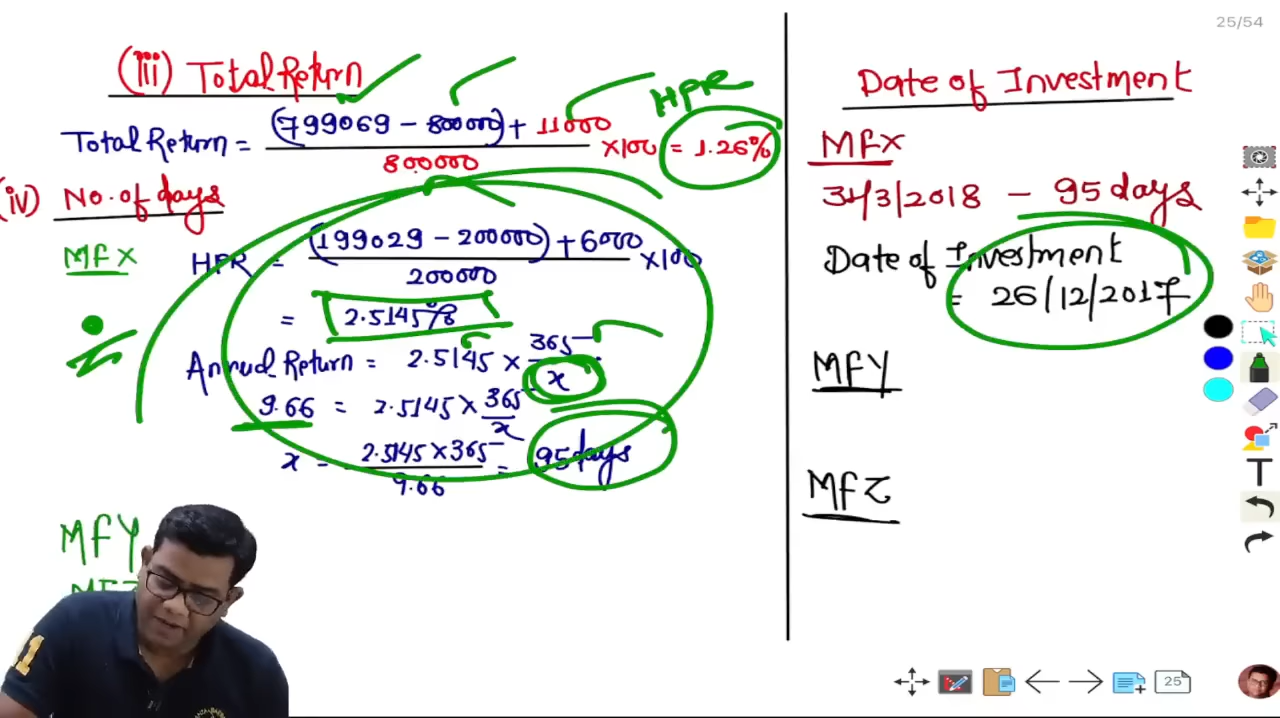 25/54
(iii) Total Return
Total Return = (799069 - 800000) + 11000 / 800000 × 100 = 1.26%
HPR
(iv) No. of days
MFX
HPR = (199029 - 200000) + 6000 / 200000 × 100
= 2.5145%
Annual Return = 2.5145 × 365 / x
9.66 = 2.5145 × 365 / x
x = 2.5145 × 365 / 9.66 = 95 days
MFY
Date of Investment
MFX
31/3/2018 - 95 days
Date of Investment
= 26/12/2017
MFY
MFZ
T
25